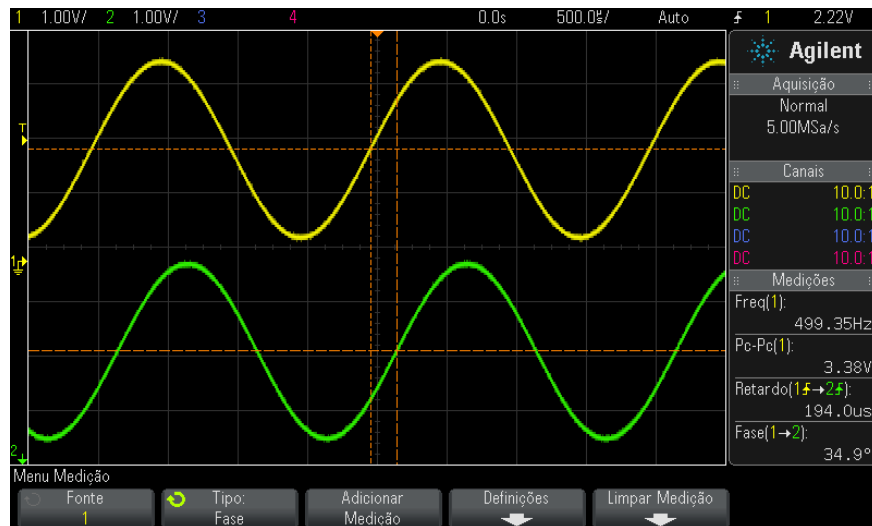 1 1.00V/ 2 1.00V/ 3 4 0.0s 500.0us/ Auto 1 2.22V
Agilent
Aquisição
Normal
5.00MSa/s
Canais
DC 10.0:1
DC 10.0:1
DC 10.0:1
DC 10.0:1
Medições
Freq(1):
499.35Hz
Pc-Pc(1):
3.38V
Retardo(1→2):
194.0us
Fase(1→2):
34.9°
T
1
2
Menu Medição
Fonte
1
Tipo:
Fase
Adicionar
Medição
Definições
Limpar Medição